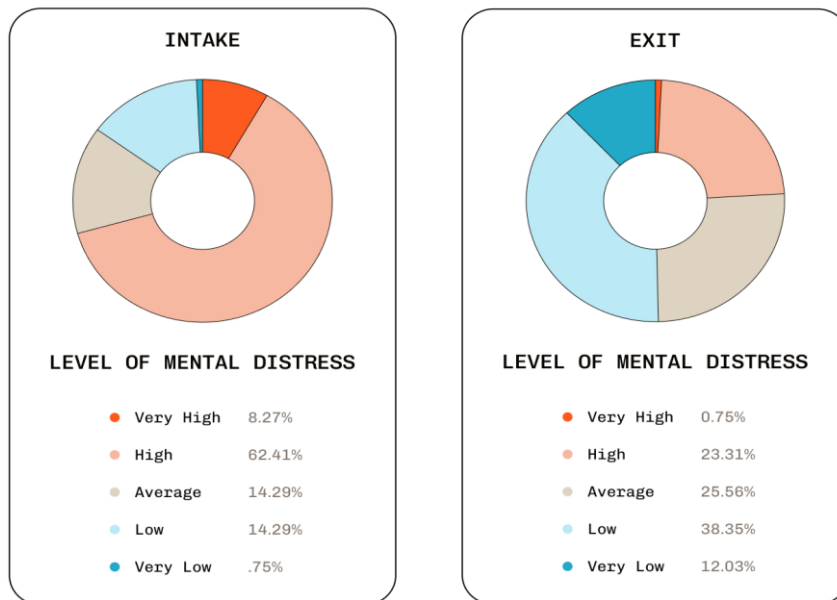 INTAKE
LEVEL OF MENTAL DISTRESS
Very High 8.27%
High 62.41%
Average 14.29%
Low 14.29%
Very Low .75%
EXIT
LEVEL OF MENTAL DISTRESS
Very High 0.75%
High 23.31%
Average 25.56%
Low 38.35%
Very Low 12.03%